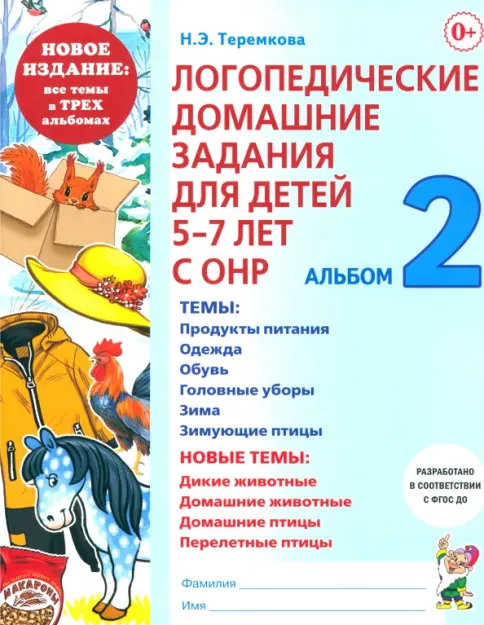 Н.Э. Теремкова
0+
НОВОЕ
ИЗДАНИЕ:
все темы
в ТРЕХ
альбомах
ЛОГОПЕДИЧЕСКИЕ
ДОМАШНИЕ
ЗАДАНИЯ
ДЛЯ ДЕТЕЙ
5-7 ЛЕТ
С ОНР
АЛЬБОМ 2
ТЕМЫ:
Продукты питания
Одежда
Обувь
Головные уборы
Зима
Зимующие птицы
НОВЫЕ ТЕМЫ:
Дикие животные
Домашние животные
Домашние птицы
Перелетные птицы
РАЗРАБОТАНО
В СООТВЕТСТВИИ
С ФГОС ДО
Фамилия
Имя
МАКАРОНЫ